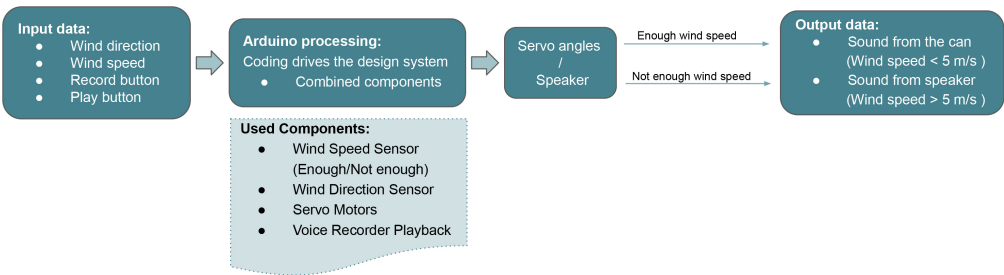 Input data:
● Wind direction
● Wind speed
● Record button
● Play button
Arduino processing:
Coding drives the design system
● Combined components
Used Components:
● Wind Speed Sensor
(Enough/Not enough)
● Wind Direction Sensor
● Servo Motors
● Voice Recorder Playback
Servo angles
/
Speaker
Enough wind speed
Not enough wind speed
Output data:
● Sound from the can
(Wind speed < 5 m/s )
● Sound from speaker
(Wind speed > 5 m/s )